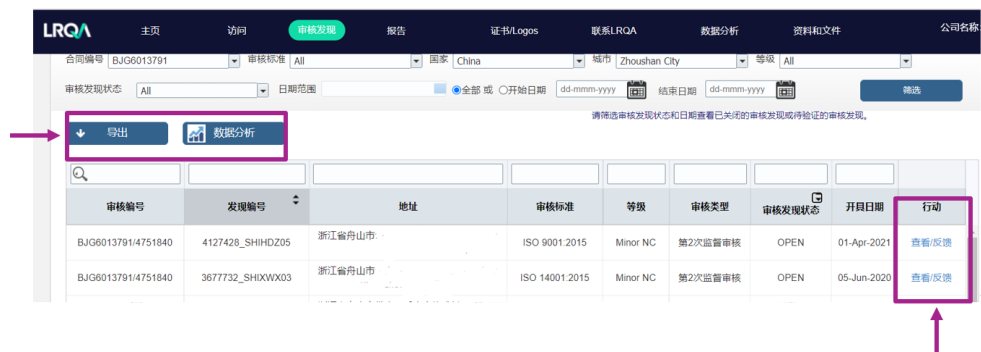 LRQA 主页 访问 审核发现 报告 证书/Logos 联系LRQA 数据分析 资料和文件 公司名称:
合同编号 BJG6013791 审核标准 All 国家 China 城市 Zhoushan City 等级 All
审核发现状态 All 日期范围 全部 或 开始日期 dd-mmm-yyyy 结束日期 dd-mmm-yyyy 筛选
请筛选审核发现状态和日期查看已关闭的审核发现或待验证的审核发现。
导出 数据分析
审核编号 发现编号 地址 审核标准 等级 审核类型 审核发现状态 开具日期 行动
BJG6013791/4751840 4127428_SHIHDZ05 浙江省舟山市 ISO 9001:2015 Minor NC 第2次监督审核 OPEN 01-Apr-2021 查看/反馈
BJG6013791/4751840 3677732_SHIXWX03 浙江省舟山市 ISO 14001:2015 Minor NC 第2次监督审核 OPEN 05-Jun-2020 查看/反馈